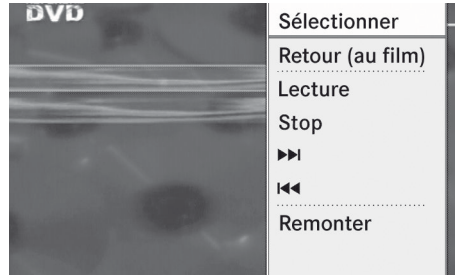 DVD
Sélectionner
Retour (au film)
Lecture
Stop
⏭
⏮
Remonter